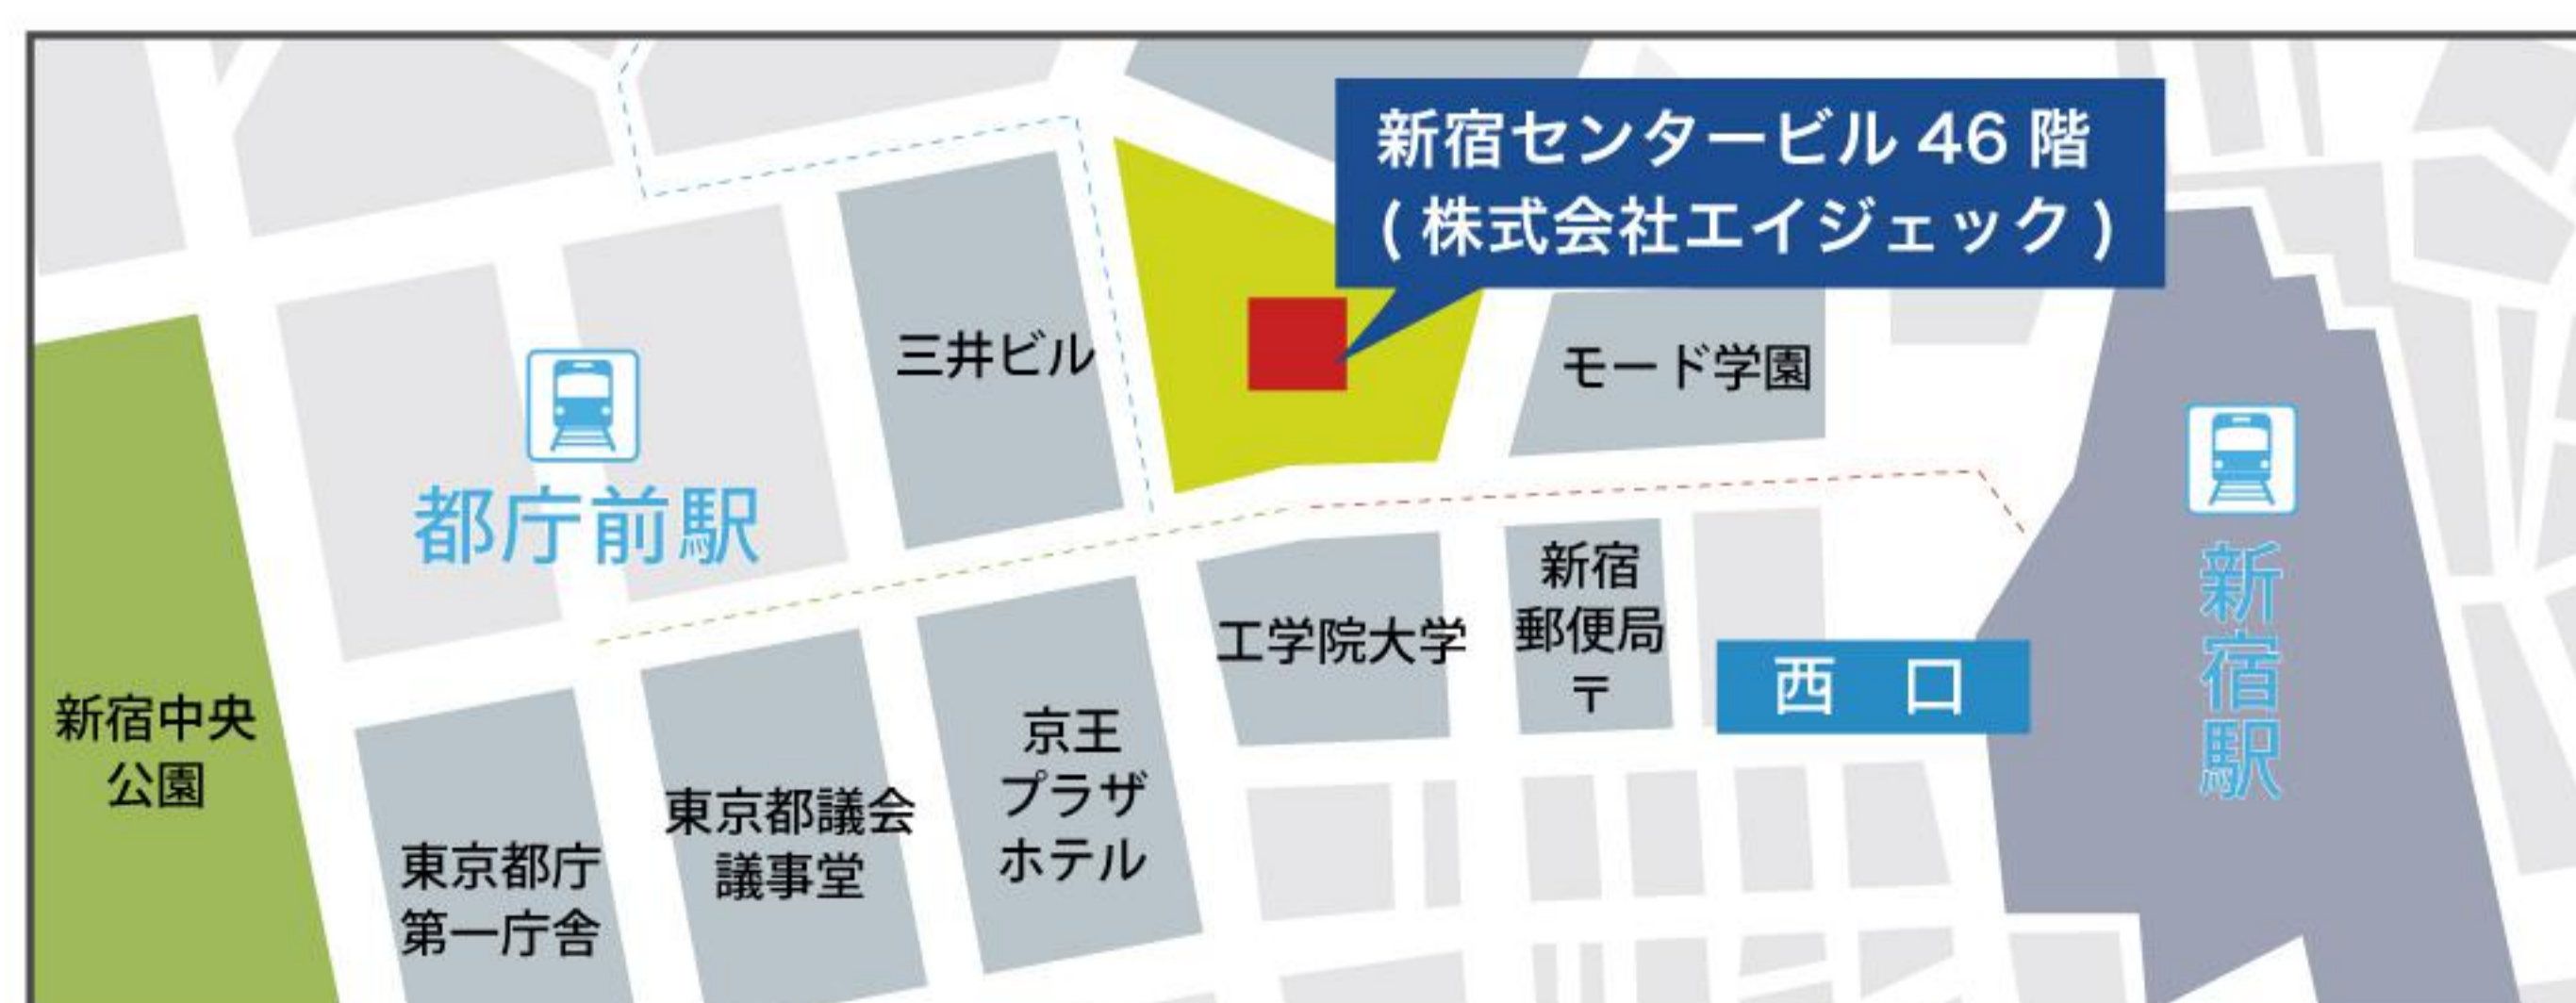 新宿センタービル 46 階
( 株式会社エイジェック )
三井ビル
モード学園
都庁前駅
新宿
郵便局
〒
工学院大学
西 口
新宿駅
新宿中央
公園
京王
プラザ
ホテル
東京都議会
議事堂
東京都庁
第一庁舎